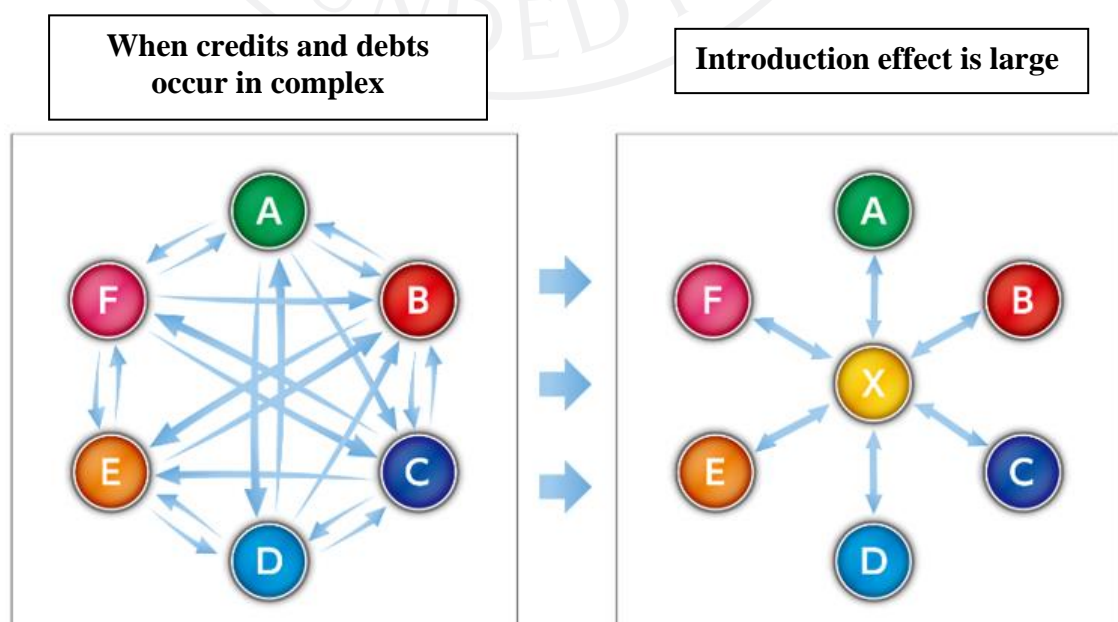 When credits and debts
occur in complex
Introduction effect is large
A
F
B
E
C
D
A
F
B
X
E
C
D